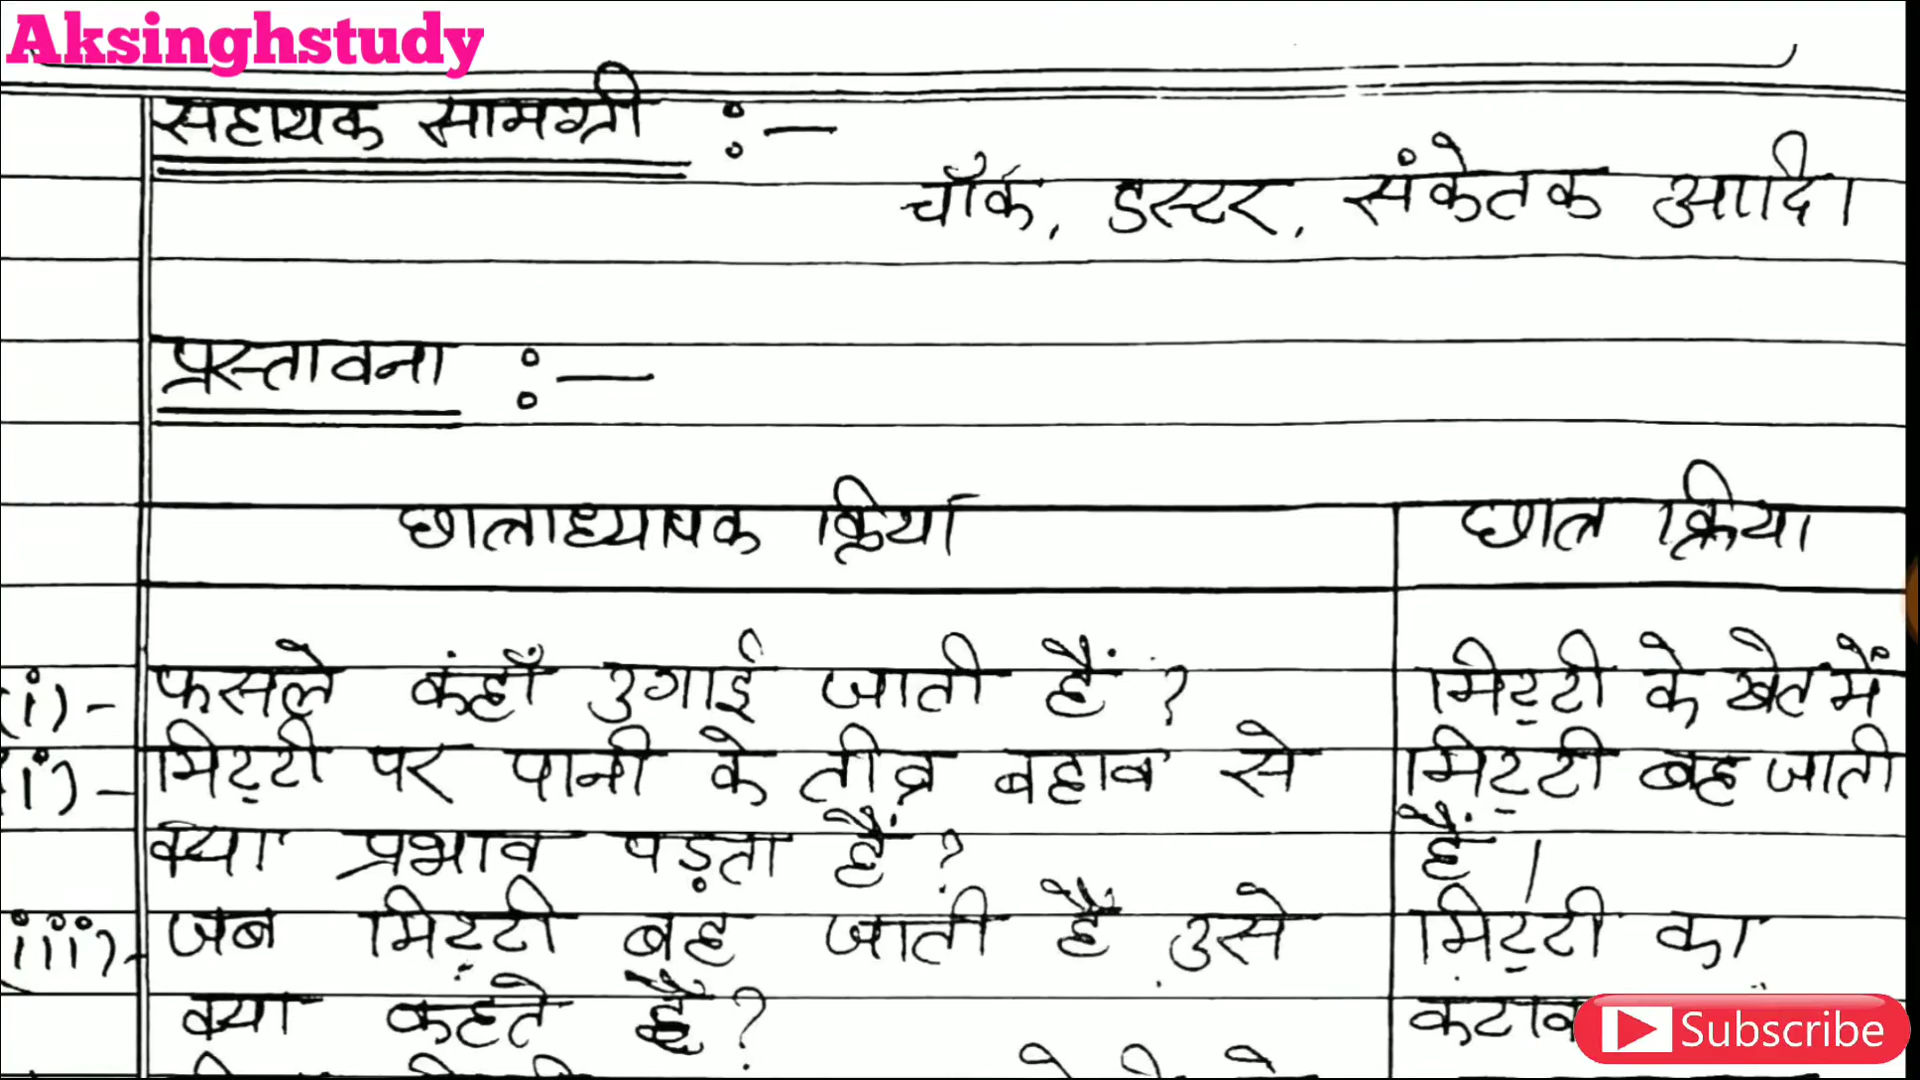 Aksinghstudy
सहायक सामग्री :-
चॉक, डस्टर, संकेतक आदि।
प्रस्तावना :-
छात्राध्यापक क्रिया छात्र क्रिया
(i)- फसले कंहाँ उगाई जाती हैं ? मिट्टी के खेत में
(ii)- मिट्टी पर पानी के तीव्र बहाव से मिट्टी बह जाती
क्या प्रभाव पड़ता हैं ? हैं ।
(iii)- जब मिट्टी बह जाती हैं उसे मिट्टी का
क्या कहते हैं ? कटाव
Subscribe